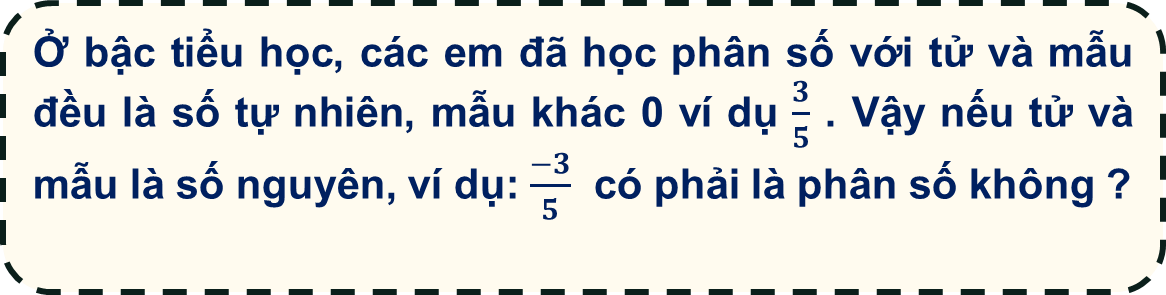 Ở bậc tiểu học, các em đã học phân số với tử và mẫu
đều là số tự nhiên, mẫu khác 0 ví dụ 3/5 . Vậy nếu tử và
mẫu là số nguyên, ví dụ: -3/5 có phải là phân số không ?